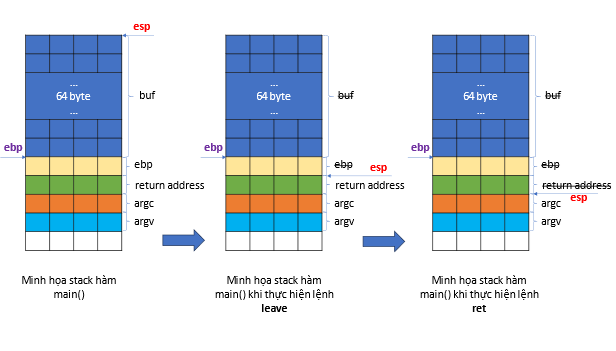 esp
...
64 byte
...
buf
ebp
ebp
return address
argc
argv
Minh họa stack hàm
main()
...
64 byte
...
buf
ebp
ebp
esp
return address
argc
argv
Minh họa stack hàm
main() khi thực hiện lệnh
leave
...
64 byte
...
buf
ebp
ebp
return address
esp
argc
argv
Minh họa stack hàm
main() khi thực hiện lệnh
ret